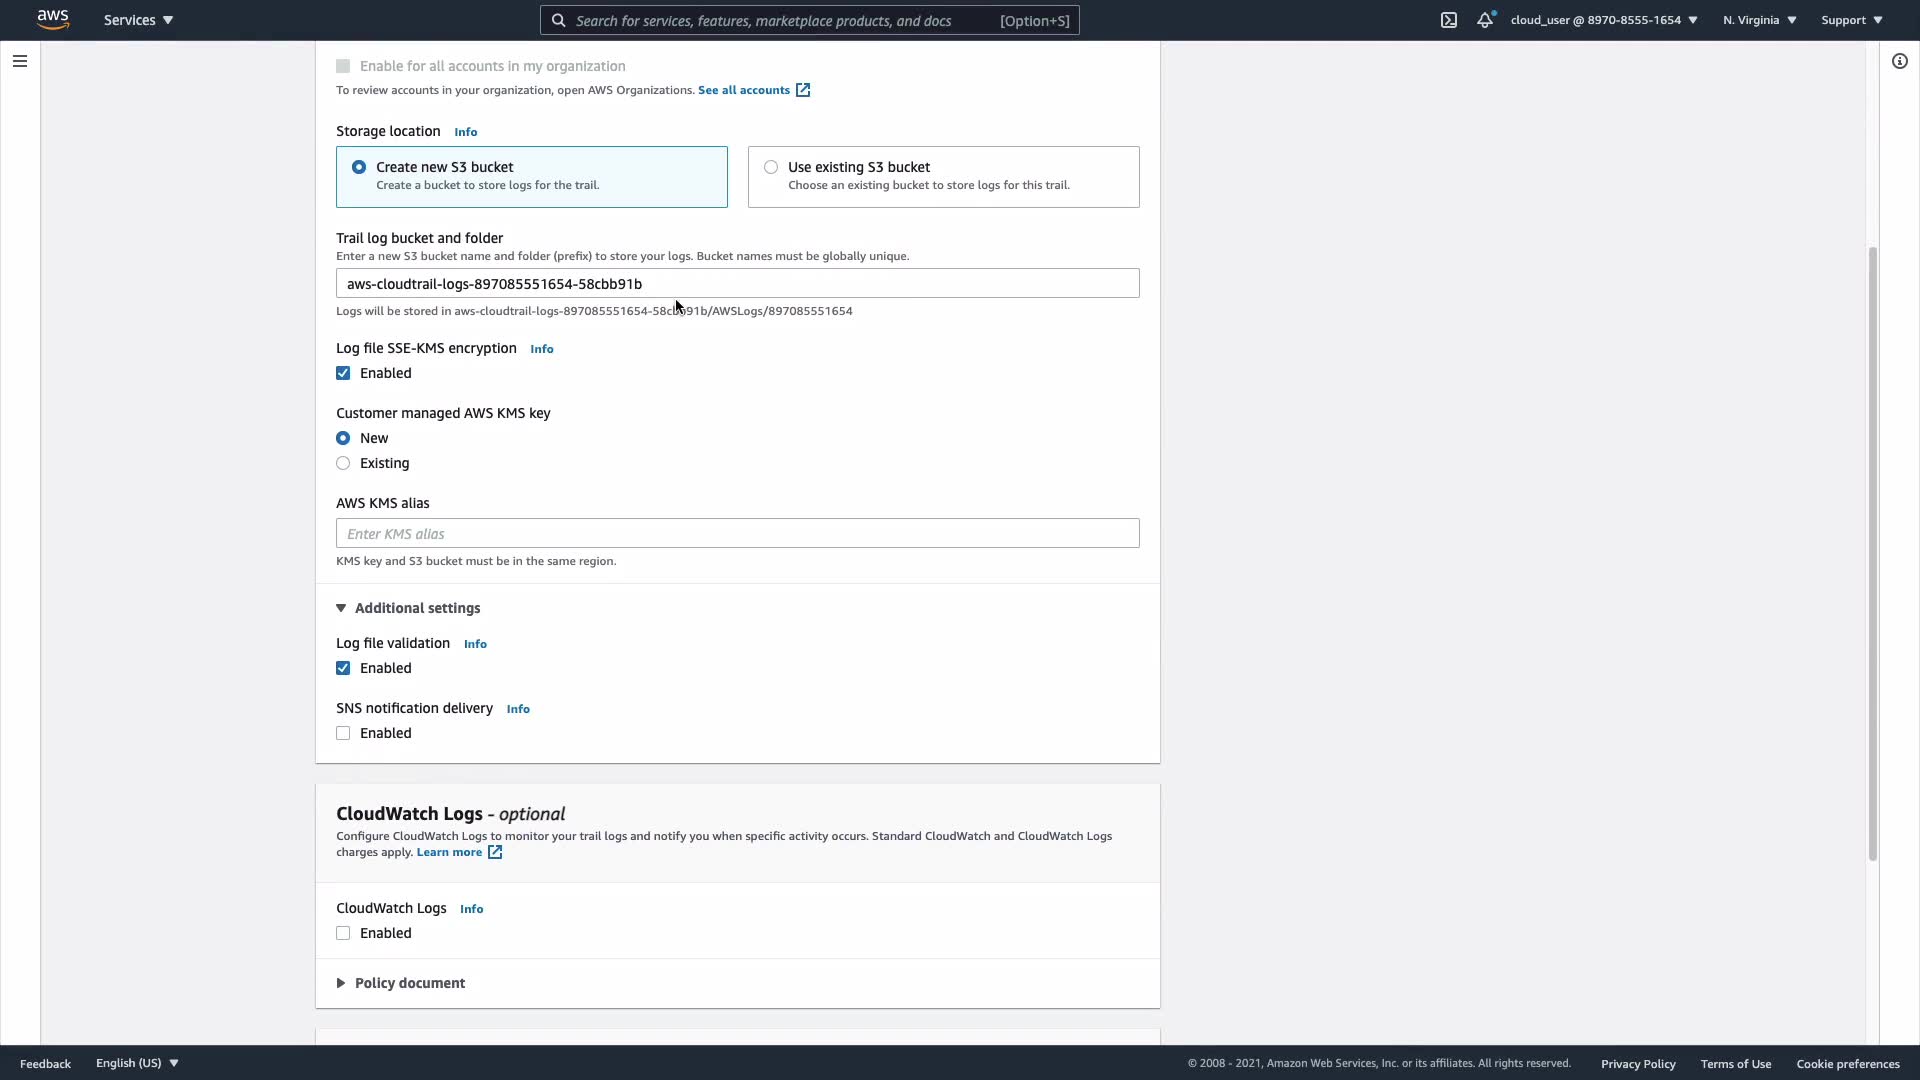 aws
Services
Search for services, features, marketplace products, and docs
[Option+S]
cloud_user @ 8970-8555-1654
N. Virginia
Support
Enable for all accounts in my organization
To review accounts in your organization, open AWS Organizations. See all accounts
Storage location Info
Create new S3 bucket
Create a bucket to store logs for the trail.
Use existing S3 bucket
Choose an existing bucket to store logs for this trail.
Trail log bucket and folder
Enter a new S3 bucket name and folder (prefix) to store your logs. Bucket names must be globally unique.
aws-cloudtrail-logs-897085551654-58cbb91b
Logs will be stored in aws-cloudtrail-logs-897085551654-58cbb91b/AWSLogs/897085551654
Log file SSE-KMS encryption Info
Enabled
Customer managed AWS KMS key
New
Existing
AWS KMS alias
Enter KMS alias
KMS key and S3 bucket must be in the same region.
Additional settings
Log file validation Info
Enabled
SNS notification delivery Info
Enabled
CloudWatch Logs - optional
Configure CloudWatch Logs to monitor your trail logs and notify you when specific activity occurs. Standard CloudWatch and CloudWatch Logs
charges apply. Learn more
CloudWatch Logs Info
Enabled
Policy document
Feedback
English (US)
© 2008 - 2021, Amazon Web Services, Inc. or its affiliates. All rights reserved.
Privacy Policy
Terms of Use
Cookie preferences